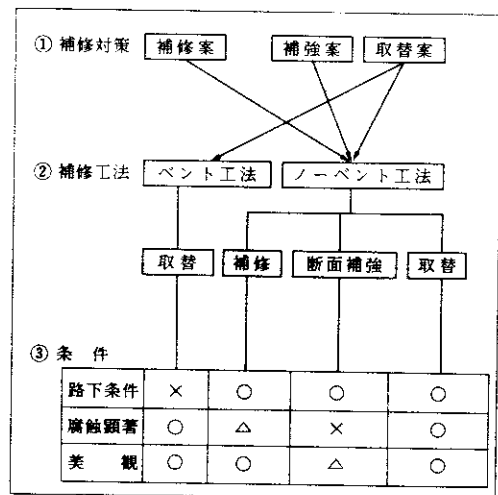 ① 補修対策 補修案 補強案 取替案
② 補修工法 ベント工法 ノーベント工法
取替 補修 断面補強 取替
③ 条件
路下条件 × ○ ○ ○
腐蝕顕著 ○ △ × ○
美観 ○ ○ △ ○